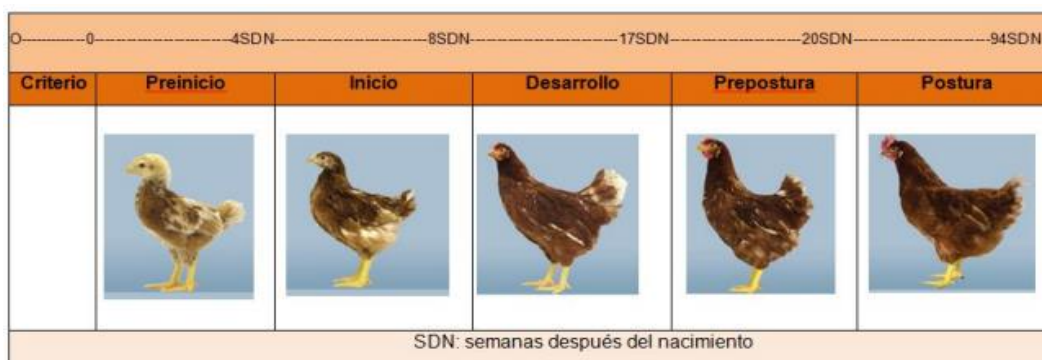 O------------0-------------------------4SDN----------------------------8SDN---------------------------17SDN-----------------------------20SDN-------------------------94SDN
Criterio Preinicio Inicio Desarrollo Prepostura Postura
SDN: semanas después del nacimiento